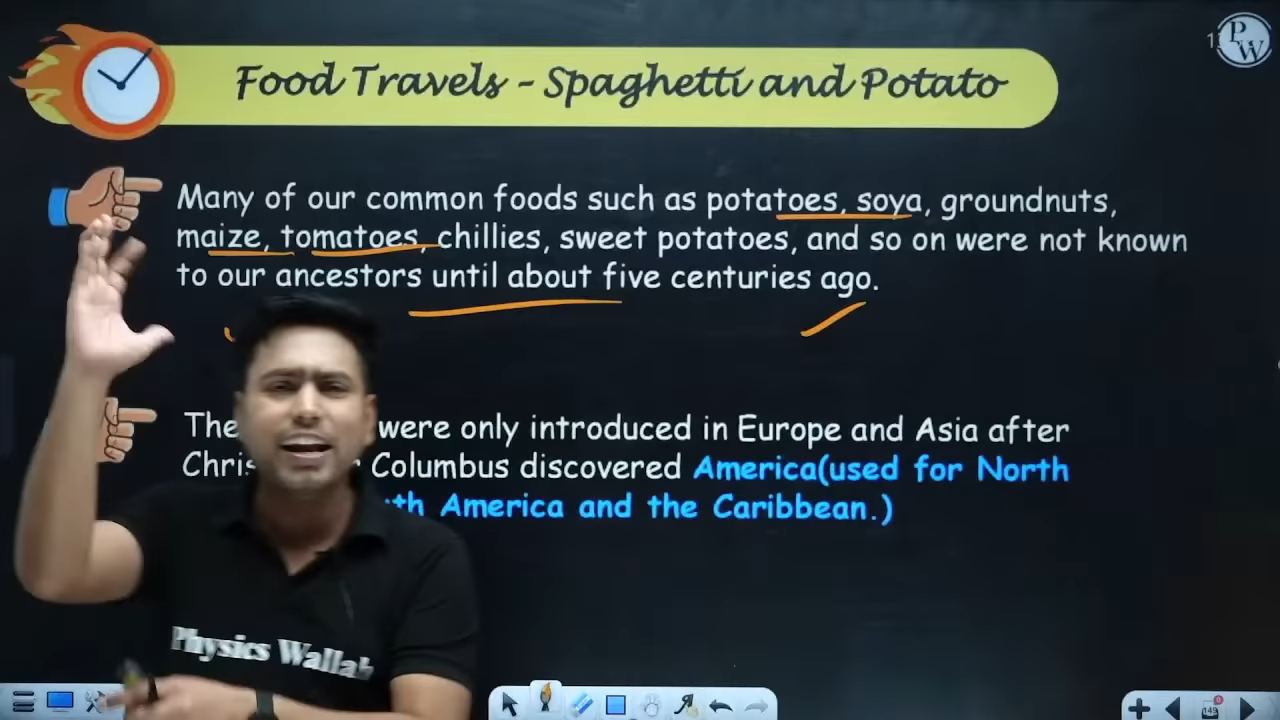 Food Travels - Spaghetti and Potato
PW
Many of our common foods such as potatoes, soya, groundnuts,
maize, tomatoes, chillies, sweet potatoes, and so on were not known
to our ancestors until about five centuries ago.
The were only introduced in Europe and Asia after
Columbus discovered America(used for North
America and the Caribbean.)
Physics Wallah
149